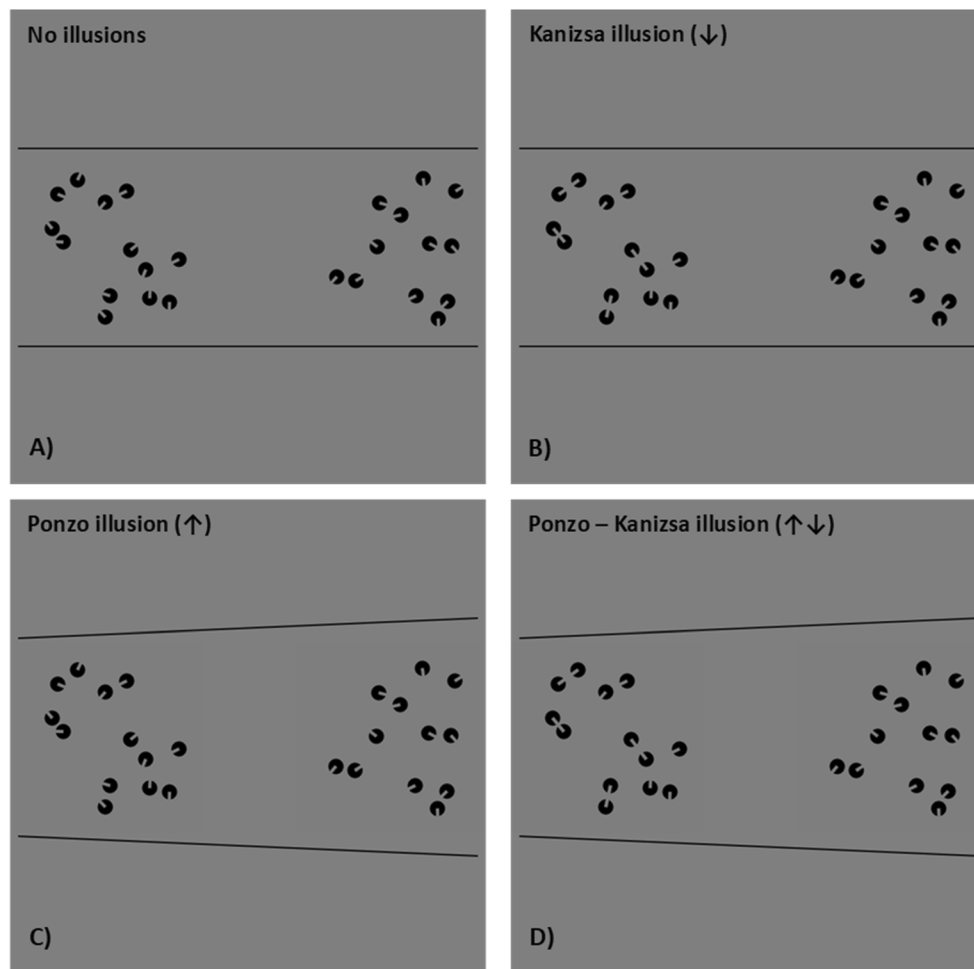 No illusions
Kanizsa illusion (↓)
A)
B)
Ponzo illusion (↑)
Ponzo – Kanizsa illusion (↑↓)
C)
D)